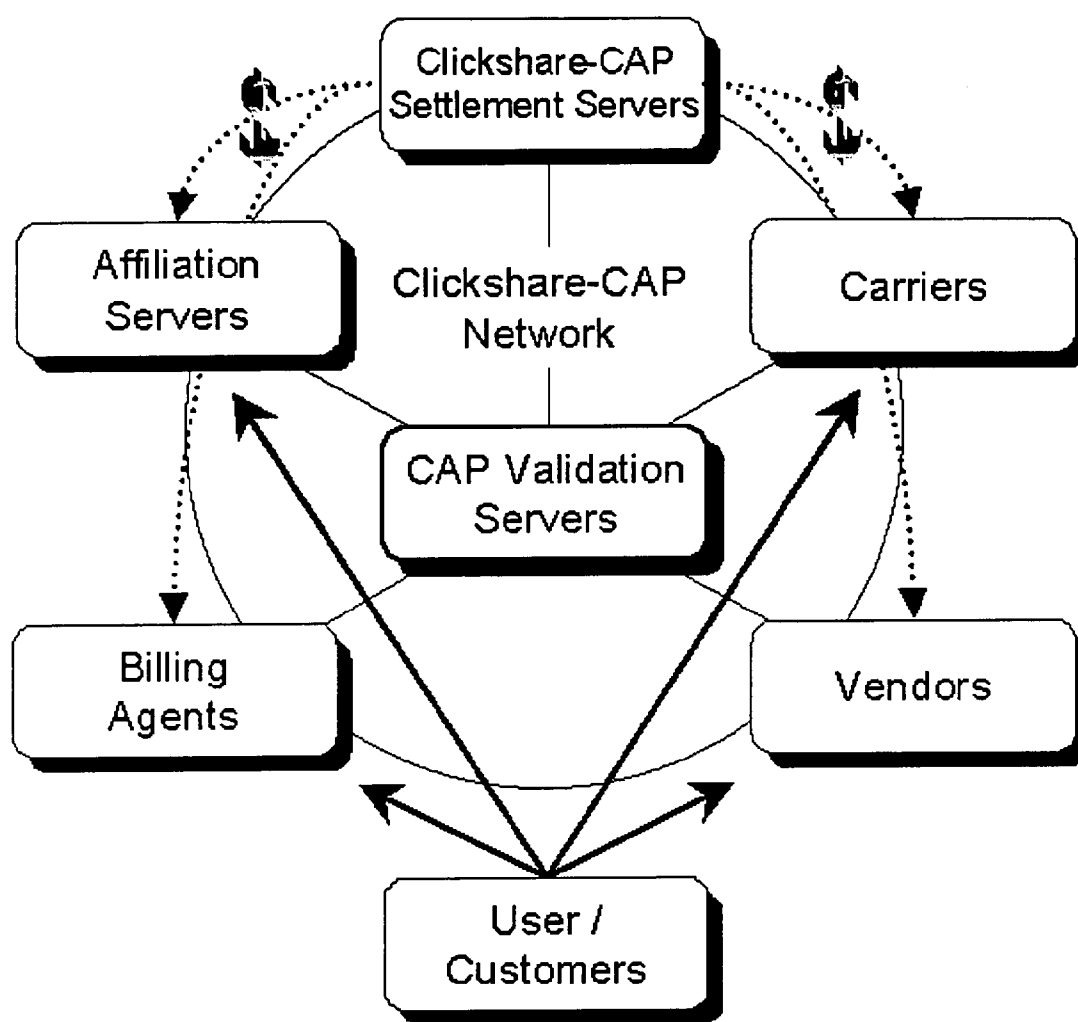 Clickshare-CAP
Settlement Servers
Affiliation
Servers
Clickshare-CAP
Network
Carriers
CAP Validation
Servers
Billing
Agents
Vendors
User /
Customers